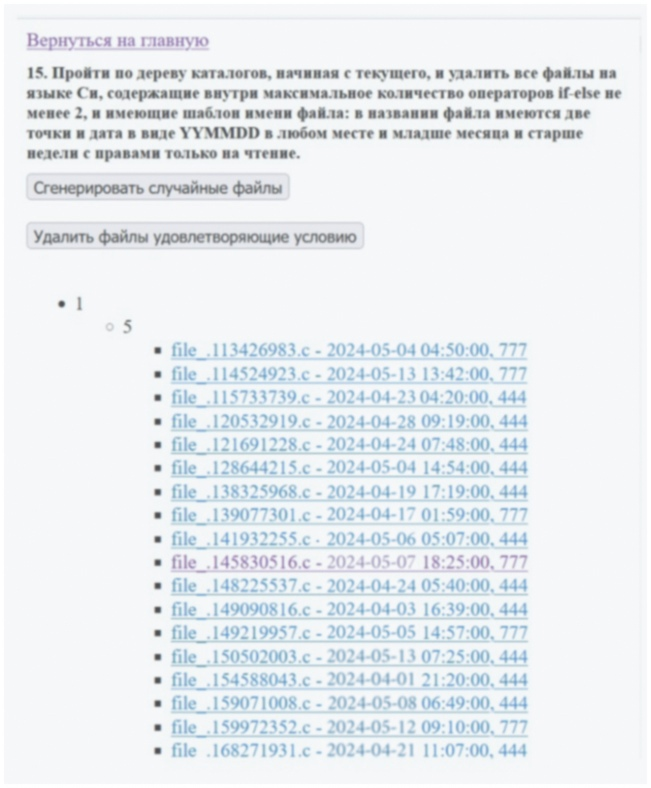 Вернуться на главную
15. Пройти по дереву каталогов, начиная с текущего, и удалить все файлы на
языке Си, содержащие внутри максимальное количество операторов if-else не
менее 2, и имеющие шаблон имени файла: в названии файла имеются две
точки и дата в виде YYMMDD в любом месте и младше месяца и старше
недели с правами только на чтение.
Сгенерировать случайные файлы
Удалить файлы удовлетворяющие условию
1
5
file_.113426983.c - 2024-05-04 04:50:00, 777
file_.114524923.c - 2024-05-13 13:42:00, 777
file_.115733739.c - 2024-04-23 04:20:00, 444
file_.120532919.c - 2024-04-28 09:19:00, 444
file_.121691228.c - 2024-04-24 07:48:00, 444
file_.128644215.c - 2024-05-04 14:54:00, 444
file_.138325968.c - 2024-04-19 17:19:00, 444
file_.139077301.c - 2024-04-17 01:59:00, 777
file_.141932255.c - 2024-05-06 05:07:00, 444
file_.145830516.c - 2024-05-07 18:25:00, 777
file_.148225537.c - 2024-04-24 05:40:00, 444
file_.149090816.c - 2024-04-03 16:39:00, 444
file_.149219957.c - 2024-05-05 14:57:00, 777
file_.150502003.c - 2024-05-13 07:25:00, 444
file_.154588043.c - 2024-04-01 21:20:00, 444
file_.159071008.c - 2024-05-08 06:49:00, 444
file_.159972352.c - 2024-05-12 09:10:00, 777
file_.168271931.c - 2024-04-21 11:07:00, 444